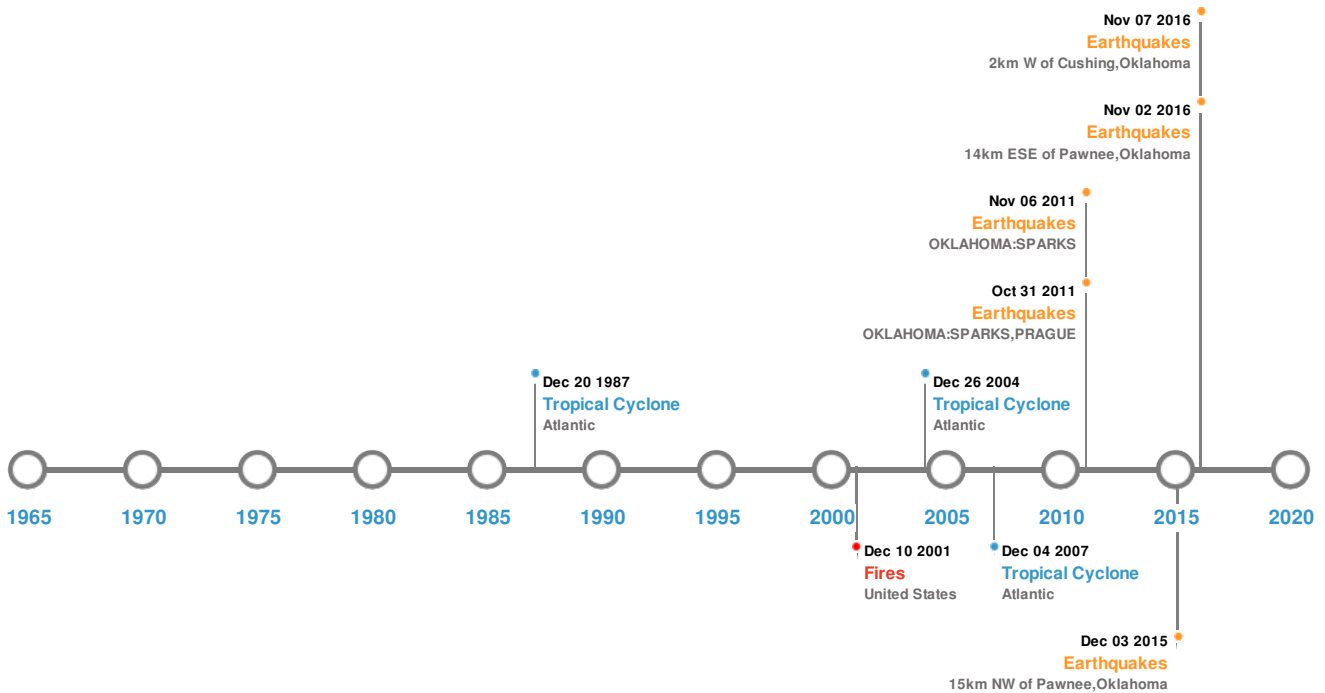 Nov 07 2016
Earthquakes
2km W of Cushing,Oklahoma
Nov 02 2016
Earthquakes
14km ESE of Pawnee,Oklahoma
Nov 06 2011
Earthquakes
OKLAHOMA:SPARKS
Oct 31 2011
Earthquakes
OKLAHOMA:SPARKS,PRAGUE
Dec 20 1987
Tropical Cyclone
Atlantic
Dec 26 2004
Tropical Cyclone
Atlantic
1965 1970 1975 1980 1985 1990 1995 2000 2005 2010 2015 2020
Dec 10 2001
Fires
United States
Dec 04 2007
Tropical Cyclone
Atlantic
Dec 03 2015
Earthquakes
15km NW of Pawnee,Oklahoma